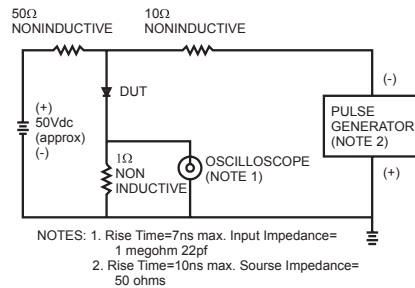 50Ω
NONINDUCTIVE
10Ω
NONINDUCTIVE
DUT
(+)
50Vdc
(approx)
(-)
1Ω
NON
INDUCTIVE
OSCILLOSCOPE
(NOTE 1)
(-)
PULSE
GENERATOR
(NOTE 2)
(+)
NOTES: 1. Rise Time=7ns max. Input Impedance=
1 megohm 22pf
2. Rise Time=10ns max. Sourse Impedance=
50 ohms